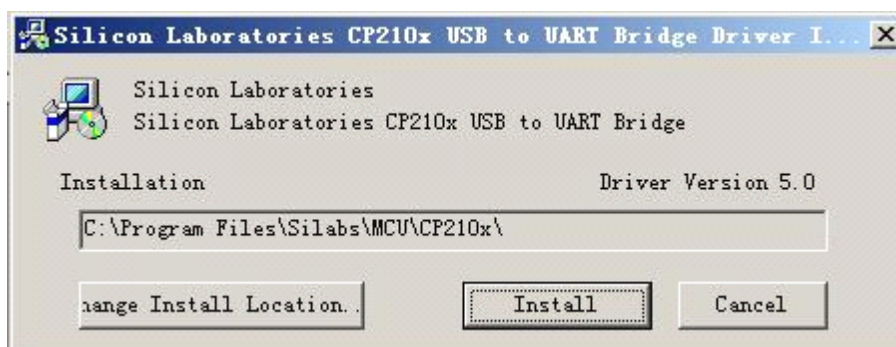 Silicon Laboratories CP210x USB to UART Bridge Driver I...
Silicon Laboratories
Silicon Laboratories CP210x USB to UART Bridge
Installation Driver Version 5.0
C:\Program Files\Silabs\MCU\CP210x\
hange Install Location.. Install Cancel